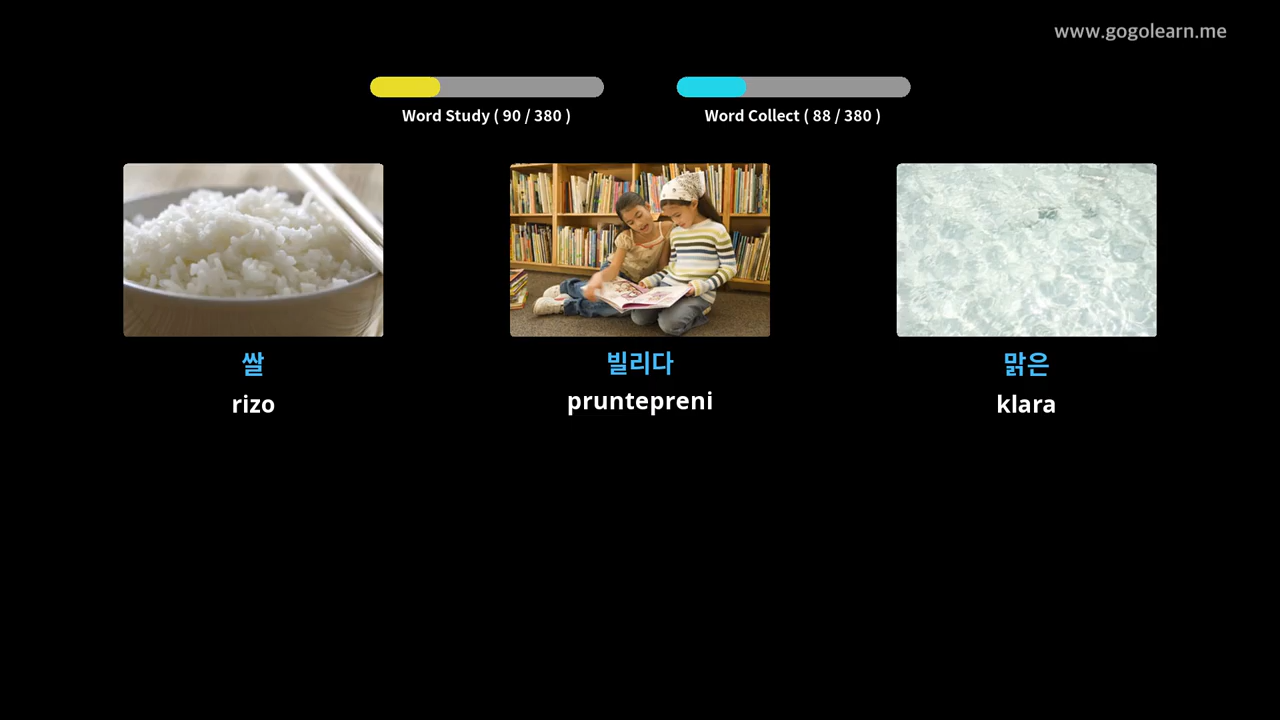 www.gogolearn.me
Word Study ( 90 / 380 )
Word Collect ( 88 / 380 )
쌀
rizo
빌리다
pruntepreni
맑은
klara